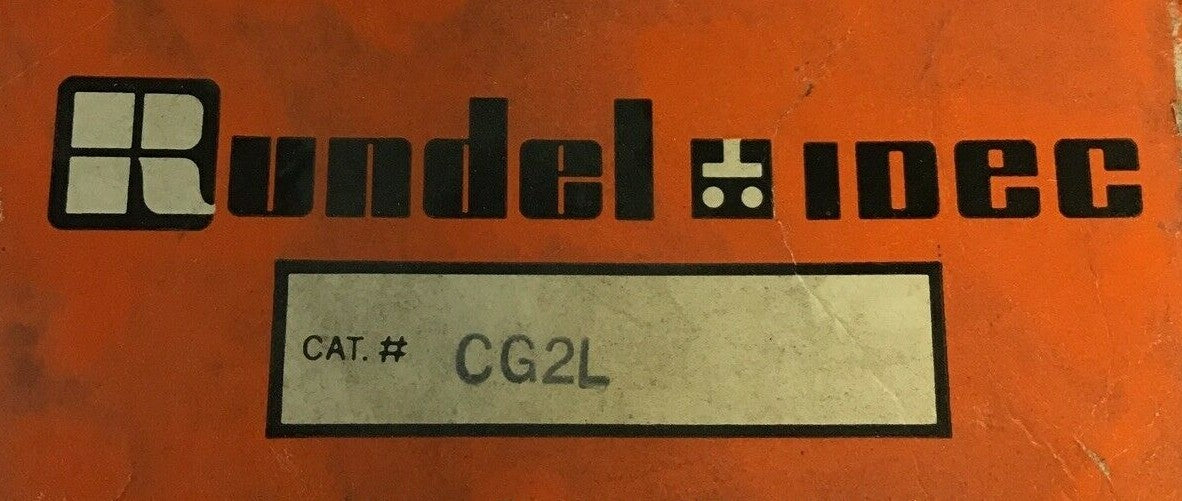 Rundel IDEC
CAT. # CG2L